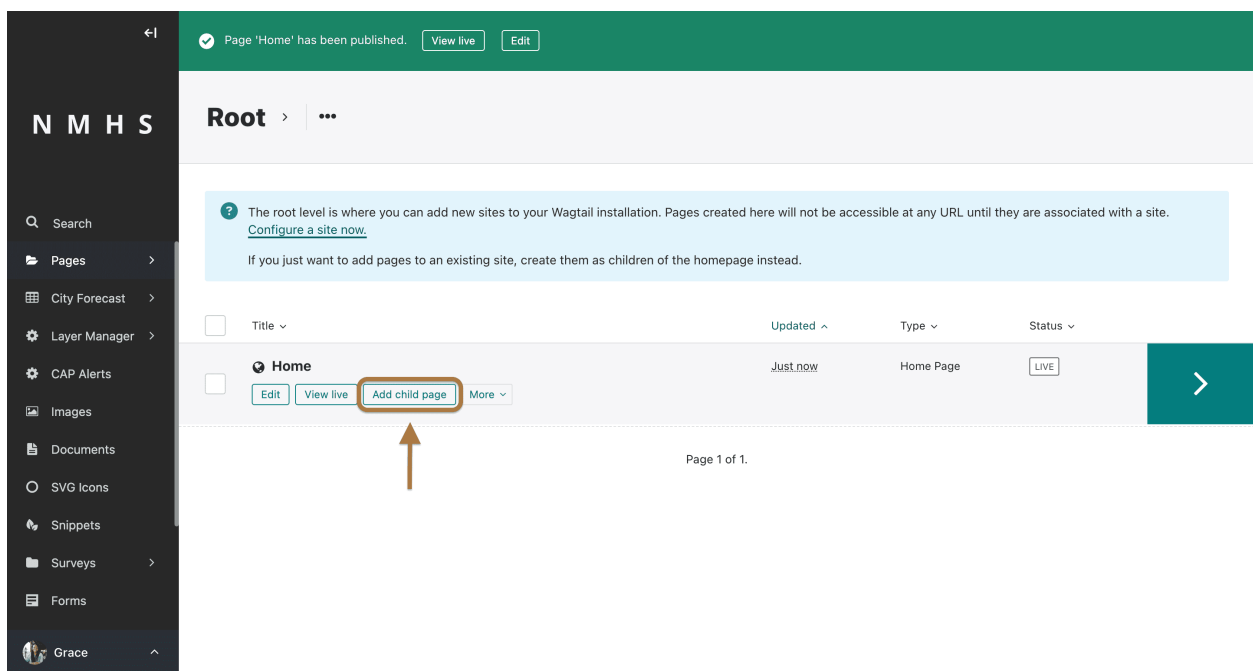 Page 'Home' has been published. View live Edit
N M H S
Root
The root level is where you can add new sites to your Wagtail installation. Pages created here will not be accessible at any URL until they are associated with a site.
Configure a site now.
If you just want to add pages to an existing site, create them as children of the homepage instead.
Search
Pages
City Forecast
Layer Manager
CAP Alerts
Images
Documents
SVG Icons
Snippets
Surveys
Forms
Grace
Title Updated Type Status
Home Just now Home Page LIVE
Edit View live Add child page More
Page 1 of 1.